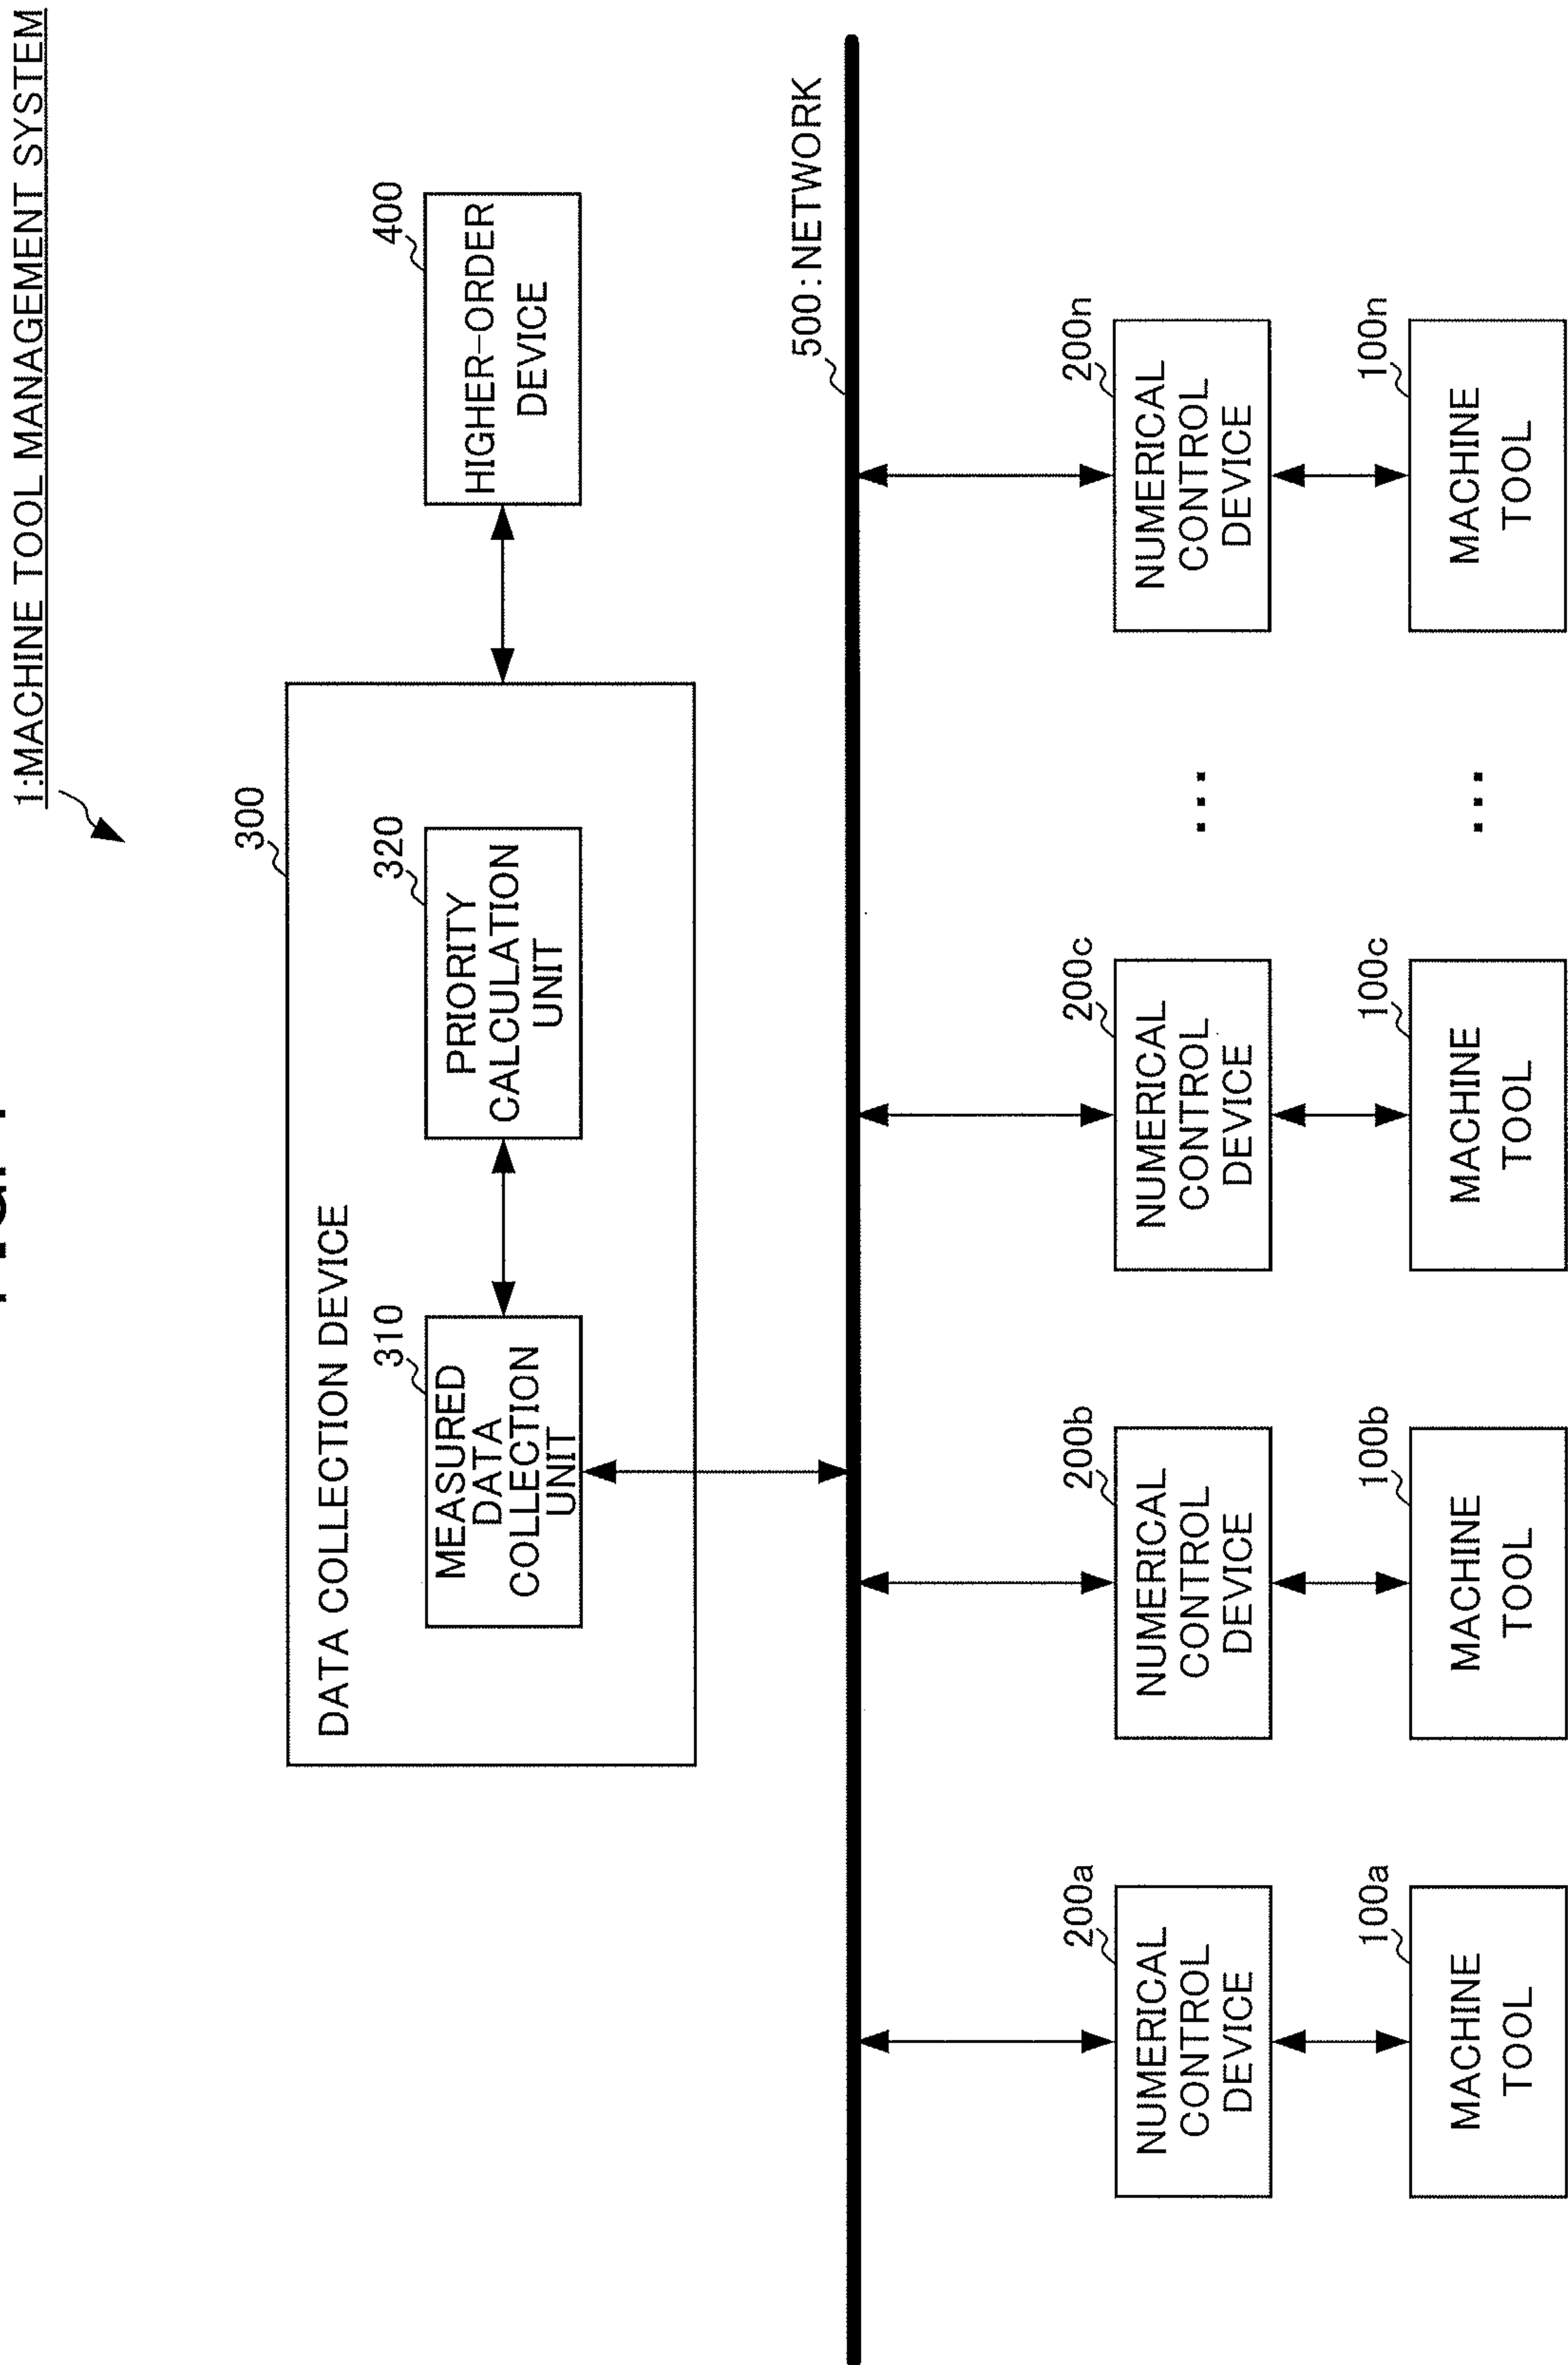 1:MACHINE TOOL MANAGEMENT SYSTEM
300
DATA COLLECTION DEVICE
310
MEASURED
DATA
COLLECTION
UNIT
320
PRIORITY
CALCULATION
UNIT
400
HIGHER-ORDER
DEVICE
500:NETWORK
200a
NUMERICAL
CONTROL
DEVICE
200b
NUMERICAL
CONTROL
DEVICE
200c
NUMERICAL
CONTROL
DEVICE
...
200n
NUMERICAL
CONTROL
DEVICE
100a
MACHINE
TOOL
100b
MACHINE
TOOL
100c
MACHINE
TOOL
...
100n
MACHINE
TOOL